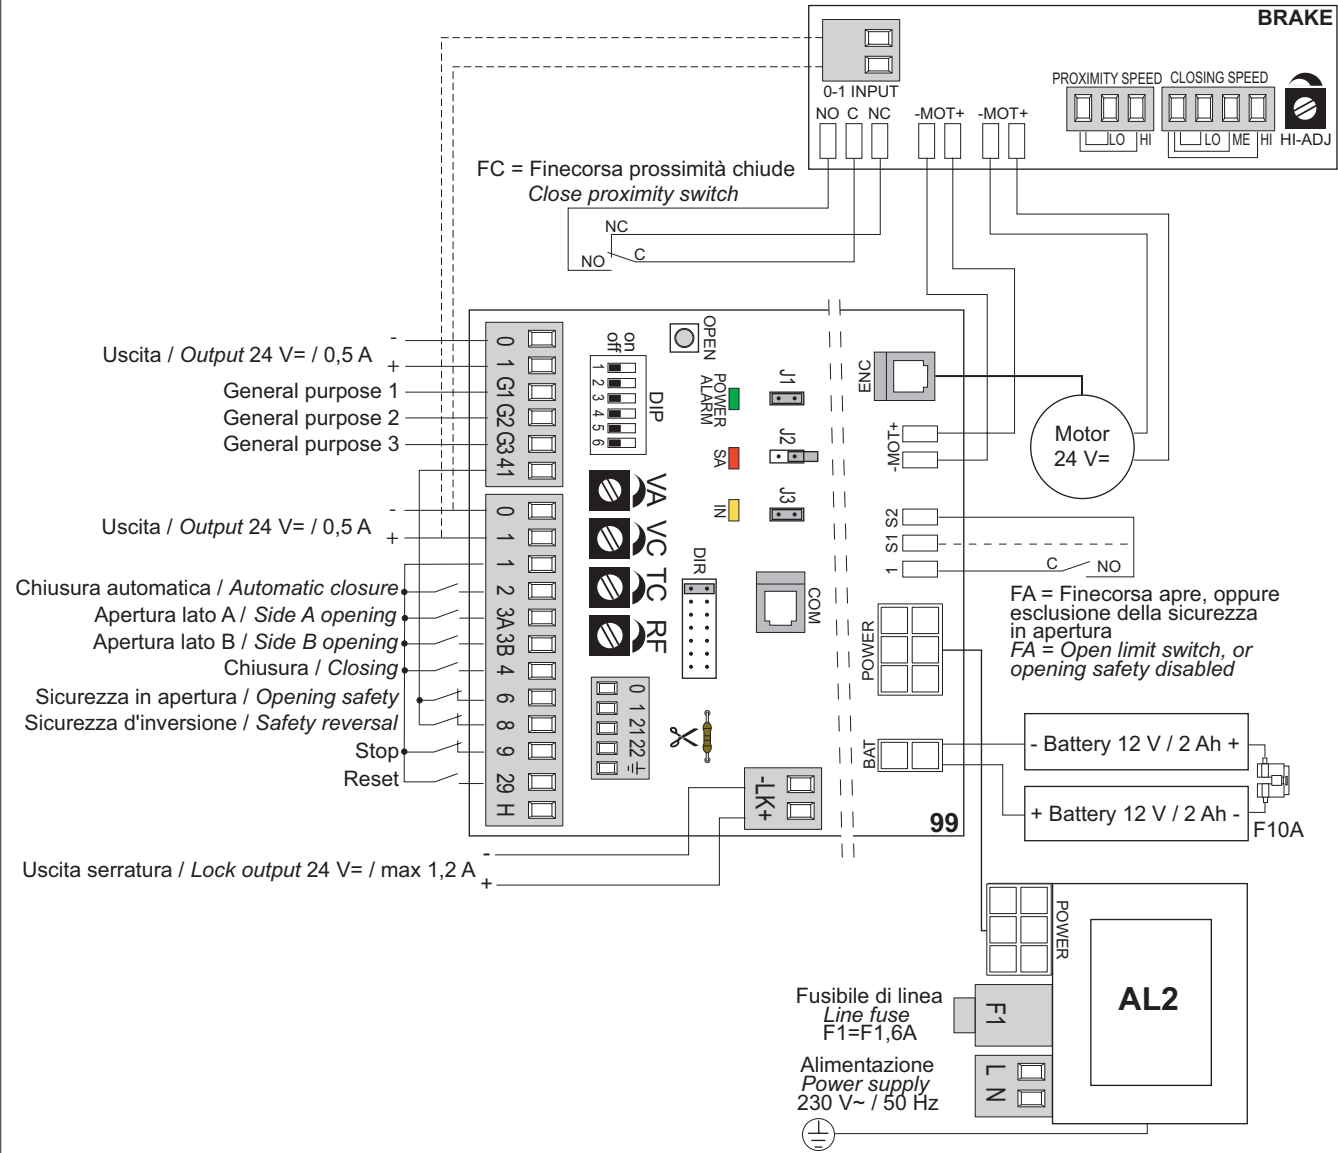 BRAKE
0-1 INPUT
PROXIMITY SPEED
CLOSING SPEED
NO C NC
-MOT+
-MOT+
LO HI
LO ME HI
HI-ADJ
FC = Finecorsa prossimità chiude
Close proximity switch
NC
NO
C
Uscita / Output 24 V= / 0,5 A
-
+
General purpose 1
General purpose 2
General purpose 3
0
1
G1
G2
G3
41
on
off
1
2
3
4
5
6
DIP
OPEN
POWER
ALARM
SA
IN
J1
J2
J3
ENC
-MOT+
Motor
24 V=
Uscita / Output 24 V= / 0,5 A
-
+
Chiusura automatica / Automatic closure
Apertura lato A / Side A opening
Apertura lato B / Side B opening
Chiusura / Closing
Sicurezza in apertura / Opening safety
Sicurezza d'inversione / Safety reversal
Stop
Reset
0
1
1
2
3A
3B
4
6
8
9
29
H
VA
VC
TC
RF
DIR
COM
0
1
21
22
S2
S1
1
C
NO
FA = Finecorsa apre, oppure
esclusione della sicurezza
in apertura
FA = Open limit switch, or
opening safety disabled
POWER
BAT
- Battery 12 V / 2 Ah +
+ Battery 12 V / 2 Ah -
F10A
-LK+
99
Uscita serratura / Lock output 24 V= / max 1,2 A
-
+
POWER
AL2
Fusibile di linea
Line fuse
F1=F1,6A
F1
Alimentazione
Power supply
230 V~ / 50 Hz
L
N